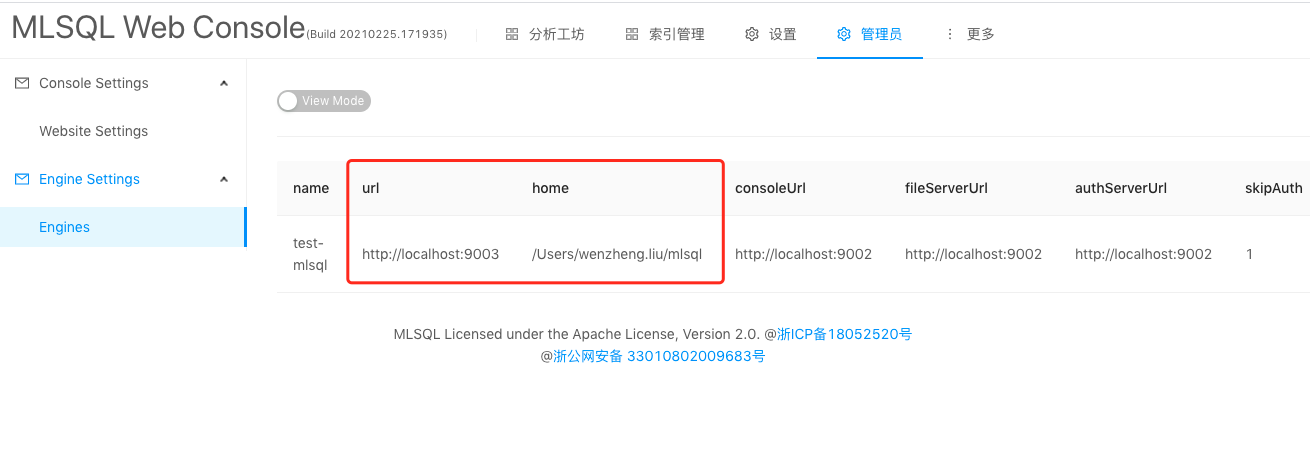 MLSQL Web Console(Build 20210225.171935)
分析工坊
索引管理
设置
管理员
更多
Console Settings
Website Settings
Engine Settings
Engines
View Mode
name url home consoleUrl fileServerUrl authServerUrl skipAuth
test-
mlsql
http://localhost:9003 /Users/wenzheng.liu/mlsql http://localhost:9002 http://localhost:9002 http://localhost:9002 1
MLSQL Licensed under the Apache License, Version 2.0. @浙ICP备18052520号
@浙公网安备 33010802009683号